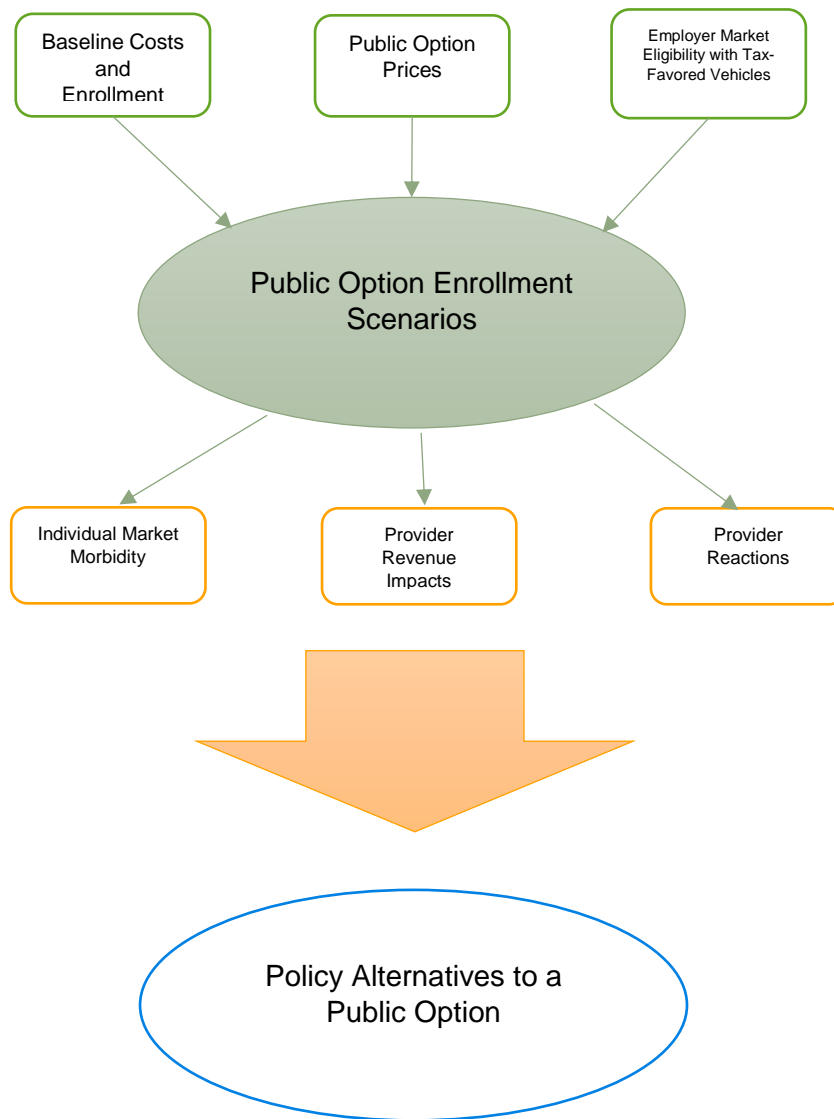 Baseline Costs
and
Enrollment
Public Option
Prices
Employer Market
Eligibility with Tax-
Favored Vehicles
Public Option Enrollment
Scenarios
Individual Market
Morbidity
Provider
Revenue
Impacts
Provider
Reactions
Policy Alternatives to a
Public Option